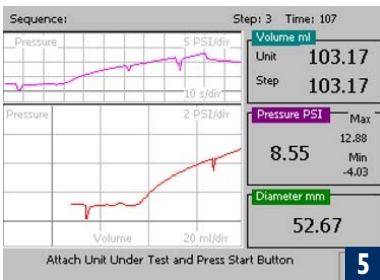 Sequence: Step: 3 Time: 107
Pressure 5 PSI/div
10 s/div
Pressure 2 PSI/div
Volume 20 ml/div
Volume ml
Unit 103.17
Step 103.17
Pressure PSI Max
12.88
8.55 Min
-4.03
Diameter mm
52.67
Attach Unit Under Test and Press Start Button
5